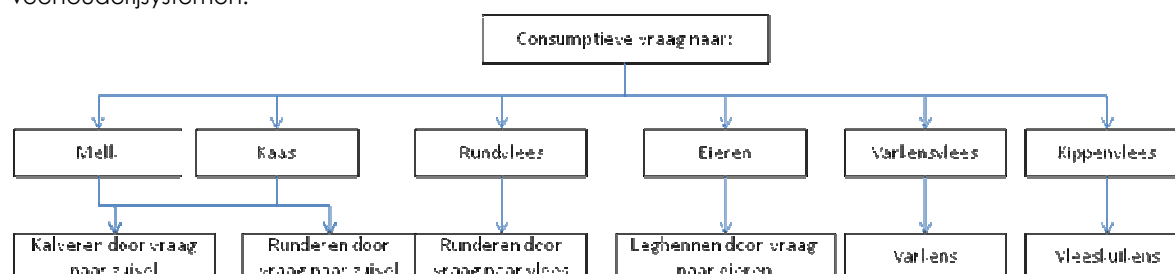 veehouderijsystemen.
Consumptieve vraag naar:
Melk
Kaas
Rundvlees
Eieren
Varkensvlees
Kippenvlees
Kalveren door vraag
naar zuivel
Runderen door
vraag naar zuivel
Runderen door
vraag naar vlees
Leghennen door vraag
naar eieren
Varkens
Vleeskuikens